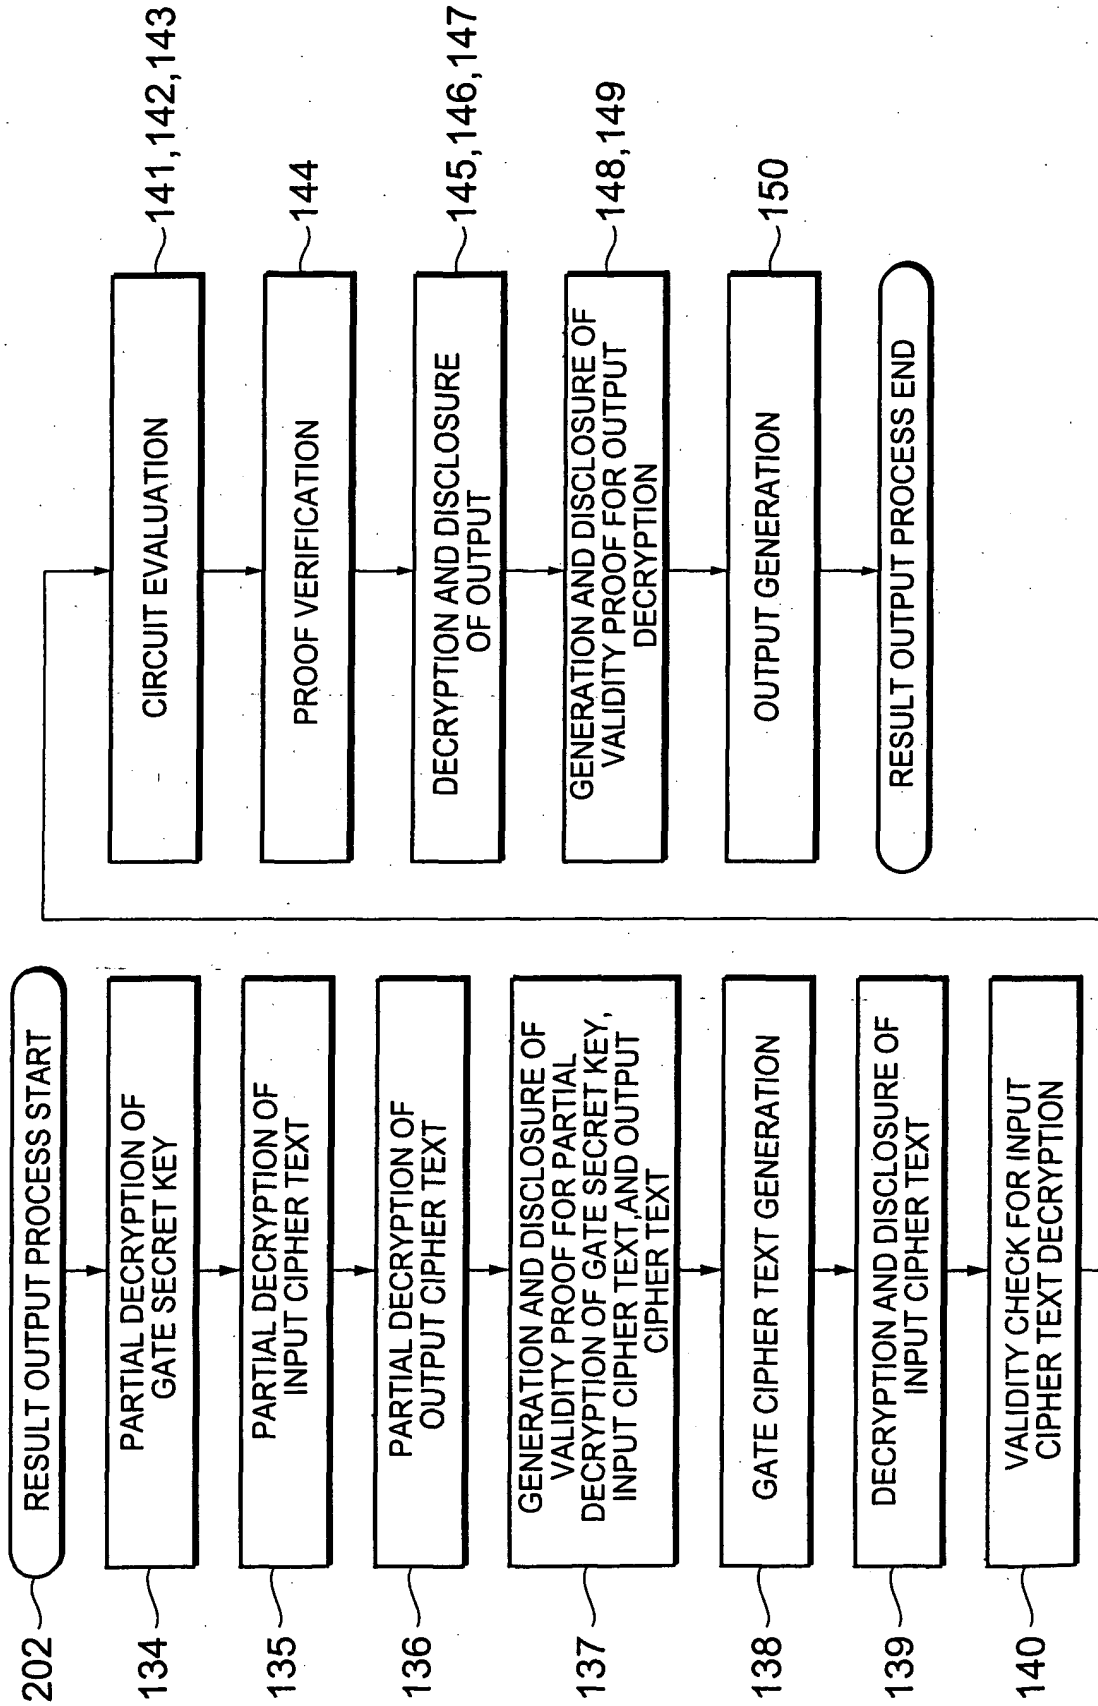 202
RESULT OUTPUT PROCESS START
134
PARTIAL DECRYPTION OF
GATE SECRET KEY
135
PARTIAL DECRYPTION OF
INPUT CIPHER TEXT
136
PARTIAL DECRYPTION OF
OUTPUT CIPHER TEXT
137
GENERATION AND DISCLOSURE OF
VALIDITY PROOF FOR PARTIAL
DECRYPTION OF GATE SECRET KEY,
INPUT CIPHER TEXT, AND OUTPUT
CIPHER TEXT
138
GATE CIPHER TEXT GENERATION
139
DECRYPTION AND DISCLOSURE OF
INPUT CIPHER TEXT
140
VALIDITY CHECK FOR INPUT
CIPHER TEXT DECRYPTION
CIRCUIT EVALUATION
141,142,143
PROOF VERIFICATION
144
DECRYPTION AND DISCLOSURE
OF OUTPUT
145,146,147
GENERATION AND DISCLOSURE OF
VALIDITY PROOF FOR OUTPUT
DECRYPTION
148,149
OUTPUT GENERATION
150
RESULT OUTPUT PROCESS END